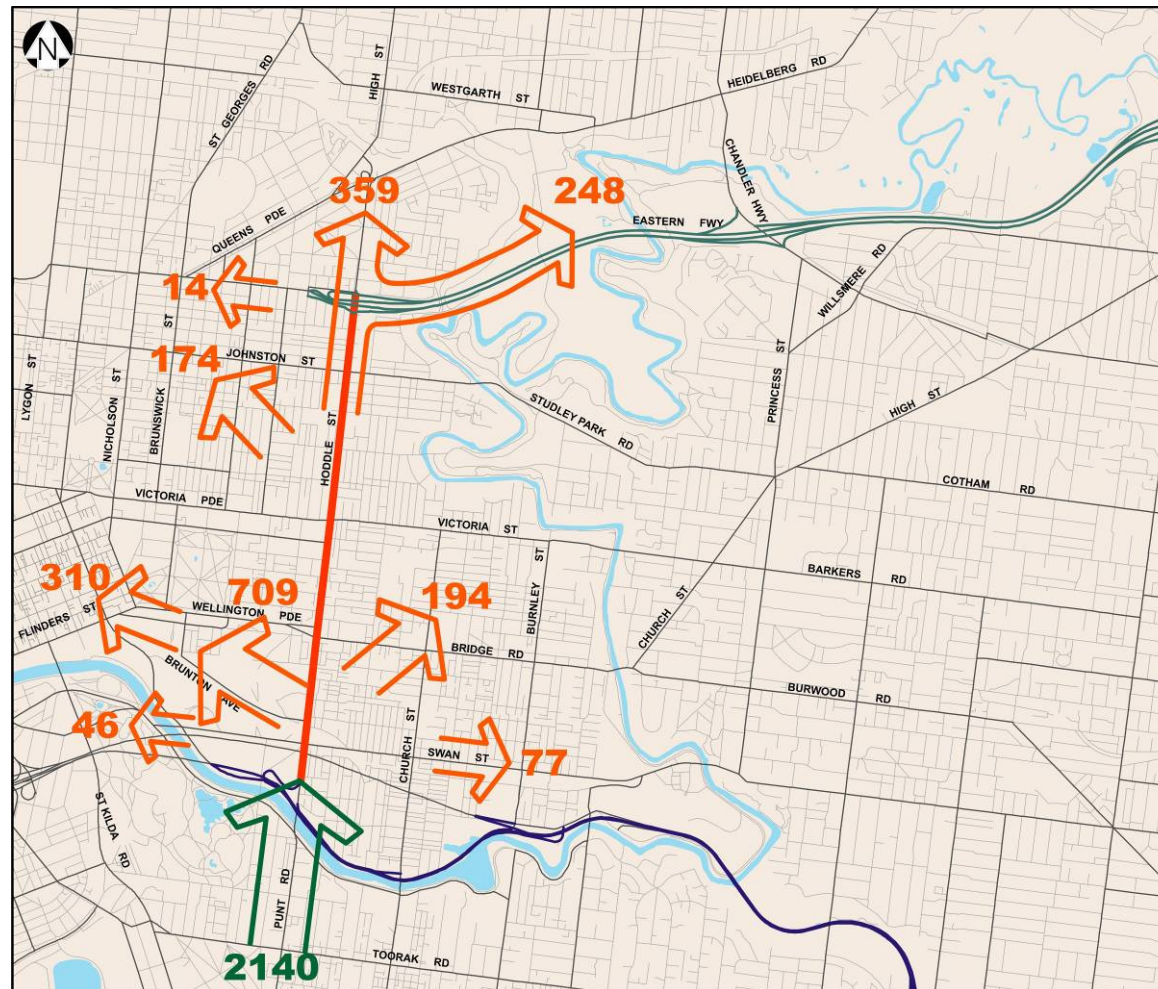 N
ST GEORGES RD
HIGH ST
WESTGARTH ST
HEIDELBERG RD
CHANDLER HWY
359
248
QUEENS PDE
EASTERN FWY
14
WILLSMERE RD
174
JOHNSTON ST
LYGON ST
NICHOLSON ST
BRUNSWICK ST
HODDLE ST
STUDLEY PARK RD
PRINCESS ST
HIGH ST
COTHAM RD
VICTORIA PDE
VICTORIA ST
BURNLEY ST
BARKERS RD
310
709
194
FLINDERS ST
WELLINGTON PDE
BRIDGE RD
CHURCH ST
BRUNTON AVE
BURWOOD RD
46
CHURCH ST
SWAN ST
77
ST KILDA RD
PUNT RD
2140
TOORAK RD